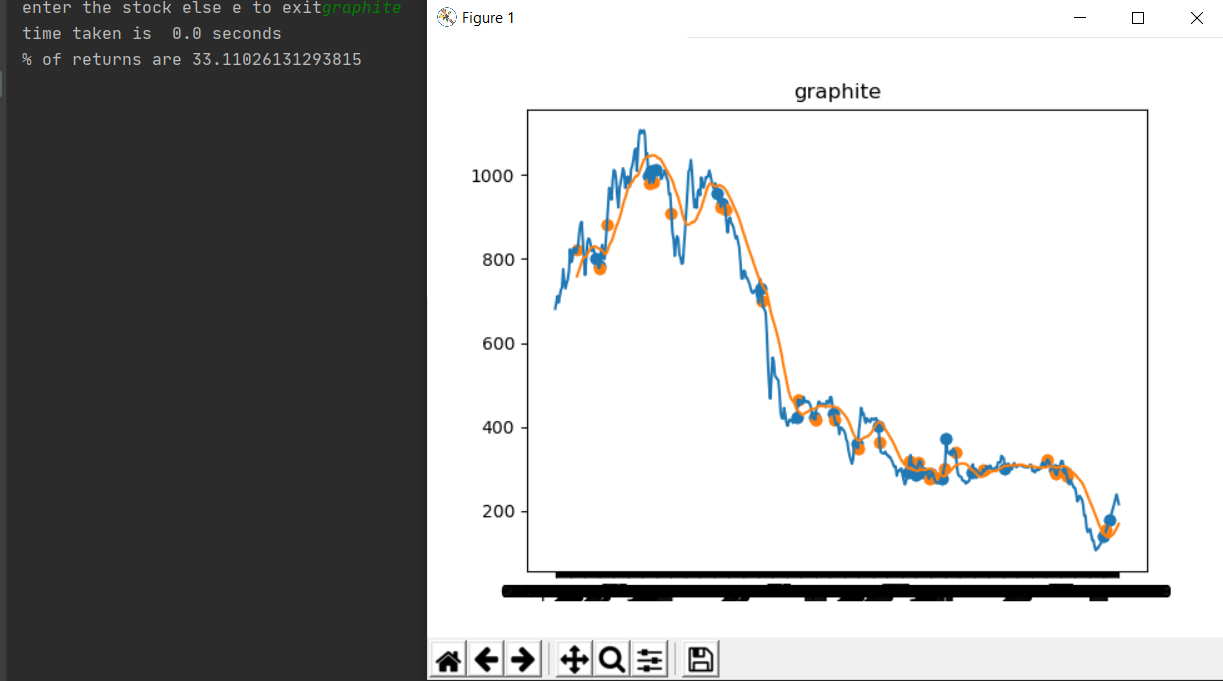 enter the stock else e to exitgraphite
time taken is  0.0 seconds
% of returns are 33.11026131293815
Figure 1
graphite
1000
800
600
400
200